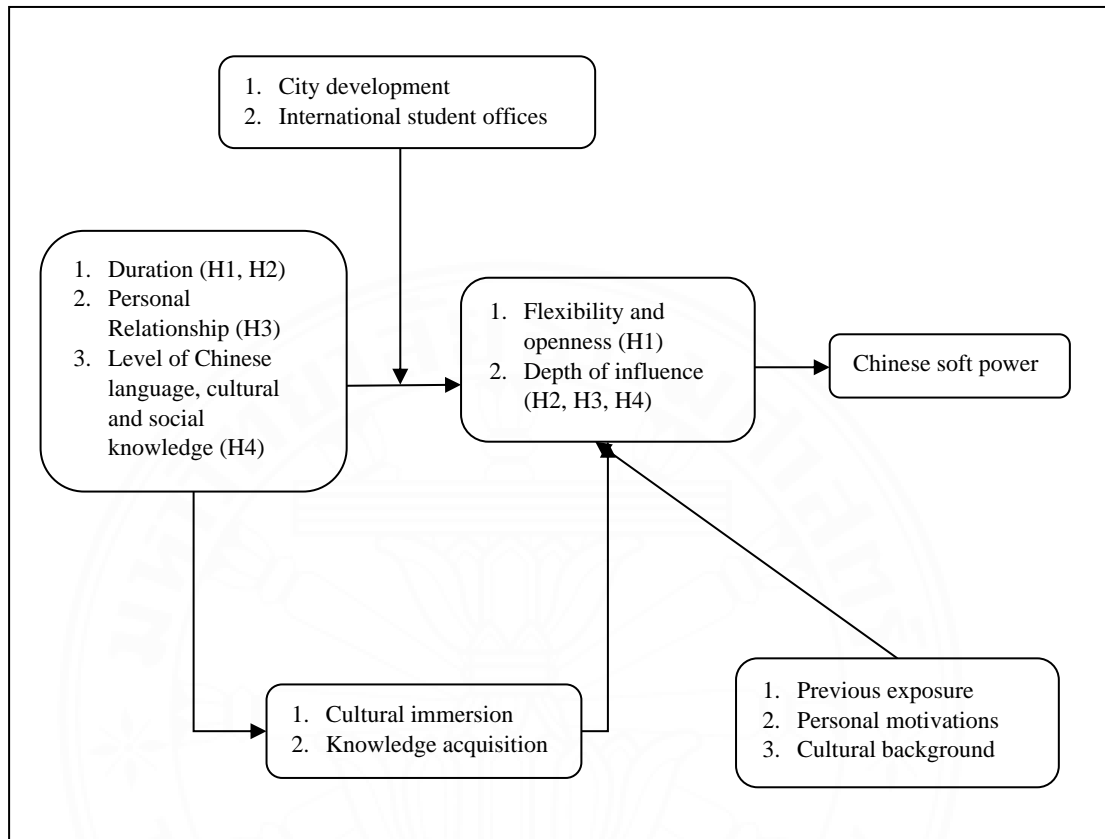 1. City development
2. International student offices
1. Duration (H1, H2)
2. Personal
Relationship (H3)
3. Level of Chinese
language, cultural
and social
knowledge (H4)
1. Flexibility and
openness (H1)
2. Depth of influence
(H2, H3, H4)
Chinese soft power
1. Cultural immersion
2. Knowledge acquisition
1. Previous exposure
2. Personal motivations
3. Cultural background